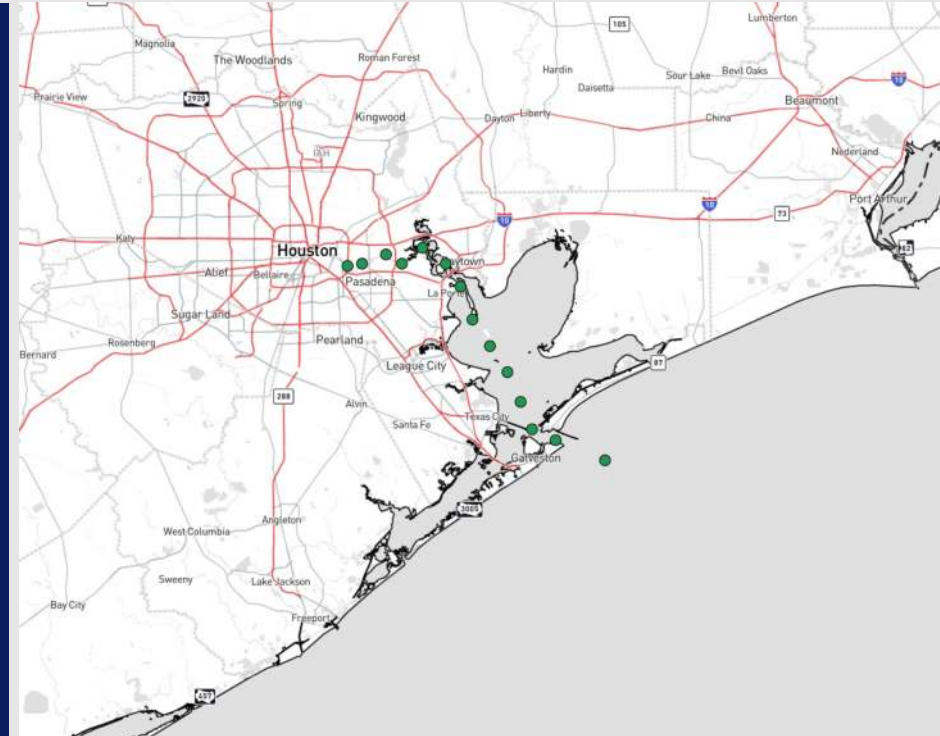 105
Lumberton
Magnolia
The Woodlands
Roman Forest
Hardin
Sour Lake
Bevil Oaks
10
Daisetta
Prairie View
2920
Spring
Beaumont
Kingwood
Dayton
Liberty
China
IAH
Nederland
Port Arthur
10
10
73
Katy
Houston
82
Alief
Bellaire
Pasadena
Baytown
La Porte
Sugar Land
Rosenberg
Pearland
Bernard
League City
87
288
Alvin
Texas City
Santa Fe
Galveston
3005
Angleton
West Columbia
Sweeny
Lake Jackson
Bay City
Freeport
457